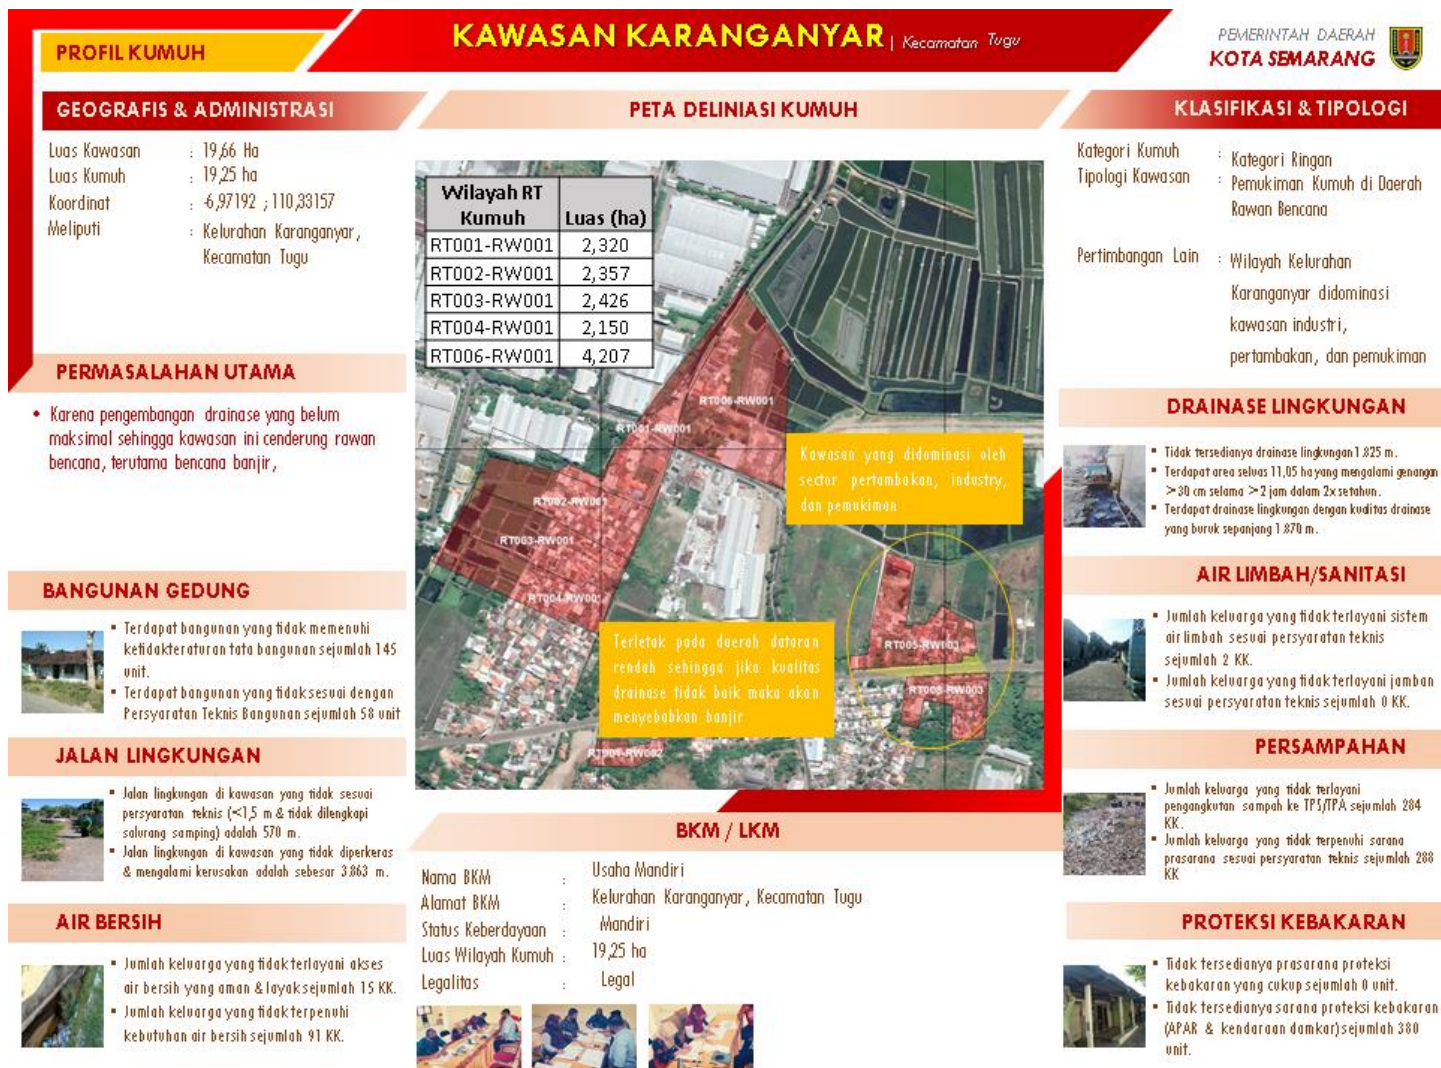 PROFIL KUMUH
KAWASAN KARANGANYAR | Kecamatan Tugu
PEMERINTAH DAERAH
KOTA SEMARANG
GEOGRAFIS & ADMINISTRASI
Luas Kawasan : 19,66 Ha
Luas Kumuh : 19,25 ha
Koordinat : -6,97192 ; 110,33157
Meliputi : Kelurahan Karanganyar,
Kecamatan Tugu
PERMASALAHAN UTAMA
• Karena pengembangan drainase yang belum
maksimal sehingga kawasan ini cenderung rawan
bencana, terutama bencana banjir,
BANGUNAN GEDUNG
▪ Terdapat bangunan yang tidak memenuhi
ketidakteraturan tata bangunan sejumlah 145
unit.
▪ Terdapat bangunan yang tidak sesuai dengan
Persyaratan Teknis Bangunan sejumlah 58 unit
JALAN LINGKUNGAN
▪ Jalan lingkungan di kawasan yang tidak sesuai
persyaratan teknis (<1,5 m & tidak dilengkapi
salurang samping) adalah 570 m.
▪ Jalan lingkungan di kawasan yang tidak diperkeras
& mengalami kerusakan adalah sebesar 3.863 m.
AIR BERSIH
▪ Jumlah keluarga yang tidak terlayani akses
air bersih yang aman & layak sejumlah 15 KK.
▪ Jumlah keluarga yang tidak terpenuhi
kebutuhan air bersih sejumlah 91 KK.
PETA DELINIASI KUMUH
Wilayah RT
Kumuh Luas (ha)
RT001-RW001 2,320
RT002-RW001 2,357
RT003-RW001 2,426
RT004-RW001 2,150
RT006-RW001 4,207
RT006-RW001
RT001-RW001
RT002-RW001
RT003-RW001
RT004-RW001
Kawasan yang didominasi oleh
sector pertambakan, industry,
dan pemukiman
Terletak pada daerah dataran
rendah sehingga jika kualitas
drainase tidak baik maka akan
menyebabkan banjir
RT005-RW003
RT008-RW003
RT001-RW002
BKM / LKM
Nama BKM : Usaha Mandiri
Alamat BKM : Kelurahan Karanganyar, Kecamatan Tugu
Status Keberdayaan : Mandiri
Luas Wilayah Kumuh : 19,25 ha
Legalitas : Legal
KLASIFIKASI & TIPOLOGI
Kategori Kumuh : Kategori Ringan
Tipologi Kawasan : Pemukiman Kumuh di Daerah
Rawan Bencana
Pertimbangan Lain : Wilayah Kelurahan
Karanganyar didominasi
kawasan industri,
pertambakan, dan pemukiman
DRAINASE LINGKUNGAN
▪ Tidak tersedianya drainase lingkungan 1.825 m.
▪ Terdapat area seluas 11,05 ha yang mengalami genangan
>30 cm selama >2 jam dalam 2x setahun.
▪ Terdapat drainase lingkungan dengan kualitas drainase
yang buruk sepanjang 1.870 m.
AIR LIMBAH/SANITASI
▪ Jumlah keluarga yang tidak terlayani sistem
air limbah sesuai persyaratan teknis
sejumlah 2 KK.
▪ Jumlah keluarga yang tidak terlayani jamban
sesuai persyaratan teknis sejumlah 0 KK.
PERSAMPAHAN
▪ Jumlah keluarga yang tidak terlayani
pengangkutan sampah ke TPS/TPA sejumlah 284
KK.
▪ Jumlah keluarga yang tidak terpenuhi sarana
prasarana sesuai persyaratan teknis sejumlah 288
KK
PROTEKSI KEBAKARAN
▪ Tidak tersedianya prasarana proteksi
kebakaran yang cukup sejumlah 0 unit.
▪ Tidak tersedianya sarana proteksi kebakaran
(APAR & kendaraan damkar) sejumlah 380
unit.